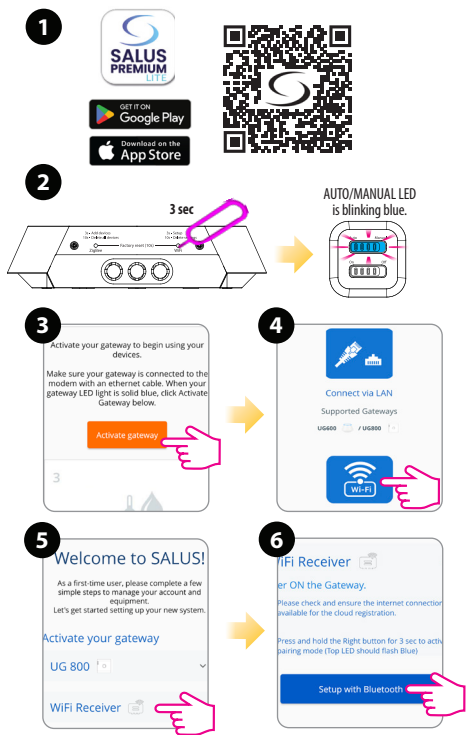 1
SALUS
PREMIUM
LITE
GET IT ON
Google Play
Download on the
App Store
2
3 sec
Factory reset (10s)
ZigBee
WiFi
AUTO/MANUAL LED
is blinking blue.
On
Off
3
Activate your gateway to begin using your
devices.
Make sure your gateway is connected to the
modem with an ethernet cable. When your
gateway LED light is solid blue, click Activate
Gateway below.
Activate gateway
3
4
Connect via LAN
Supported Gateways
UG600 / UG800
Wi-Fi
5
Welcome to SALUS!
As a first-time user, please complete a few
simple steps to manage your account and
equipment.
Let's get started setting up your new system.
Activate your gateway
UG 800
WiFi Receiver
6
iFi Receiver
er ON the Gateway.
Please check and ensure the internet connection
available for the cloud registration.
Press and hold the Right button for 3 sec to activ
pairing mode (Top LED should flash Blue)
Setup with Bluetooth